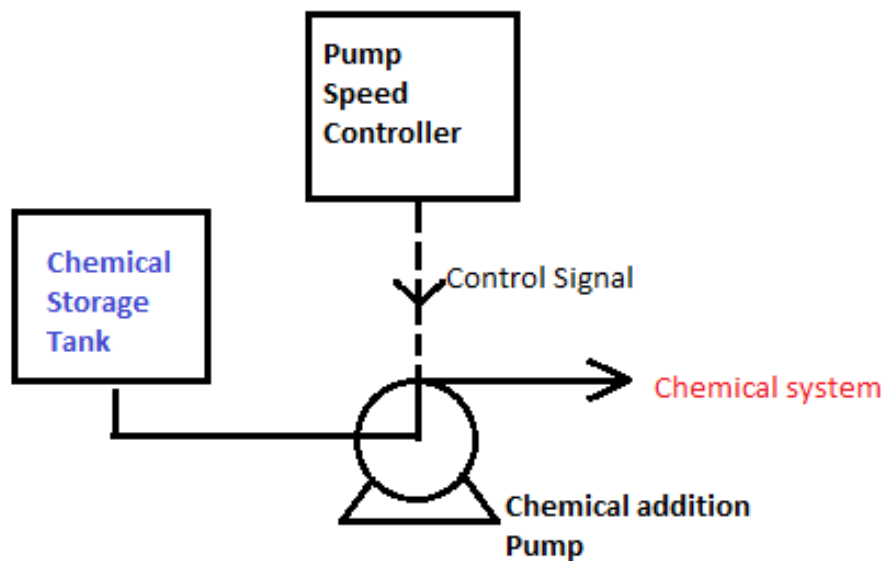 Pump
Speed
Controller
Chemical
Storage
Tank
Control Signal
Chemical system
Chemical addition
Pump